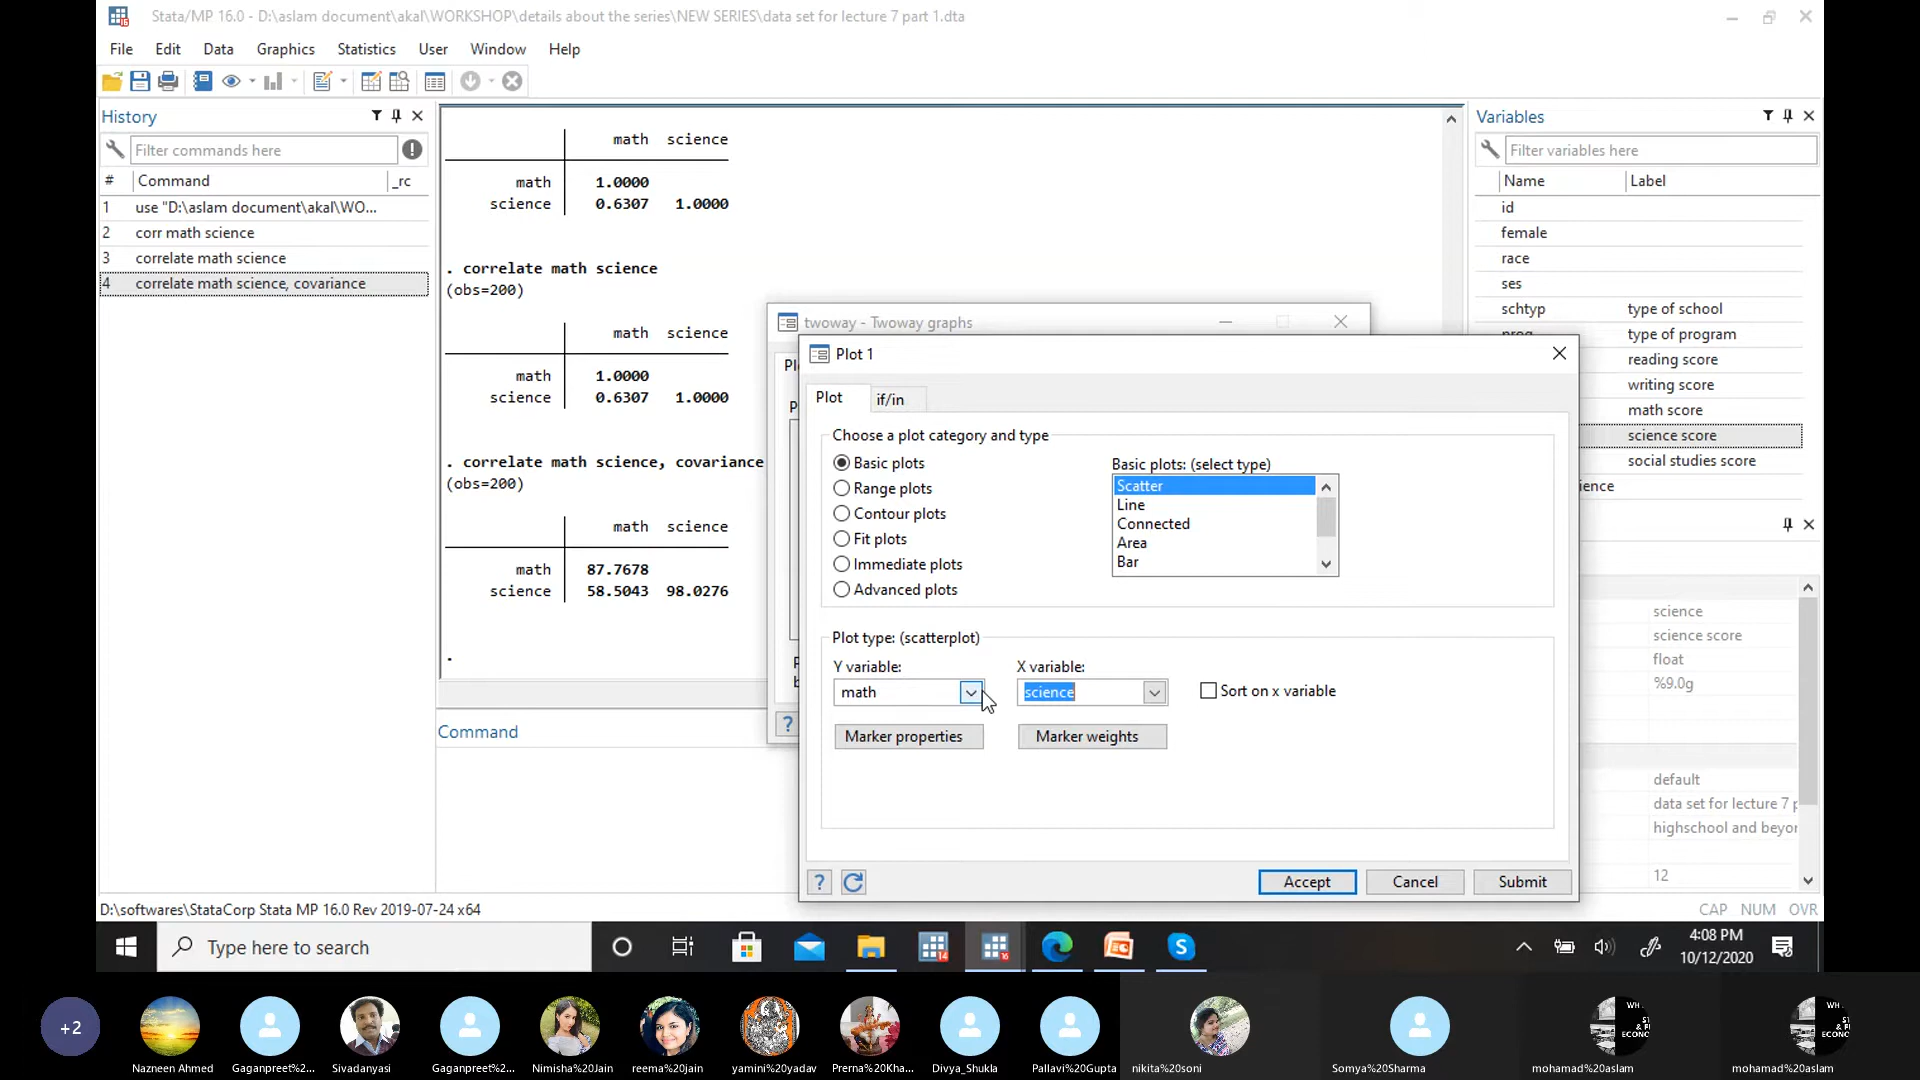 Stata/MP 16.0 - D:\aslam document\akal\WORKSHOP\details about the series\NEW SERIES\data set for lecture 7 part 1.dta
File Edit Data Graphics Statistics User Window Help
History
Filter commands here
# Command _rc
1 use "D:\aslam document\akal\WO...
2 corr math science
3 correlate math science
4 correlate math science, covariance
math science
math 1.0000
science 0.6307 1.0000
. correlate math science
(obs=200)
math science
math 1.0000
science 0.6307 1.0000
. correlate math science, covariance
(obs=200)
math science
math 87.7678
science 58.5043 98.0276
.
Command
Variables
Filter variables here
Name Label
id
female
race
ses
schtyp type of school
type of program
reading score
writing score
math score
science score
social studies score
science
science score
float
%9.0g
default
data set for lecture 7 p
highschool and beyor
12
twoway - Twoway graphs
Plot 1
Plot if/in
Choose a plot category and type
Basic plots
Range plots
Contour plots
Fit plots
Immediate plots
Advanced plots
Basic plots: (select type)
Scatter
Line
Connected
Area
Bar
Plot type: (scatterplot)
Y variable: X variable:
math science Sort on x variable
Marker properties Marker weights
? Accept Cancel Submit
D:\softwares\StataCorp Stata MP 16.0 Rev 2019-07-24 x64
CAP NUM OVR
Type here to search
4:08 PM
10/12/2020
+2
Nazneen Ahmed Gaganpreet%2... Sivadanyasi Gaganpreet%2... Nimisha%20Jain reema%20jain yamini%20yadav Prerna%20Kha... Divya_Shukla Pallavi%20Gupta nikita%20soni Somya%20Sharma mohamad%20aslam mohamad%20aslam